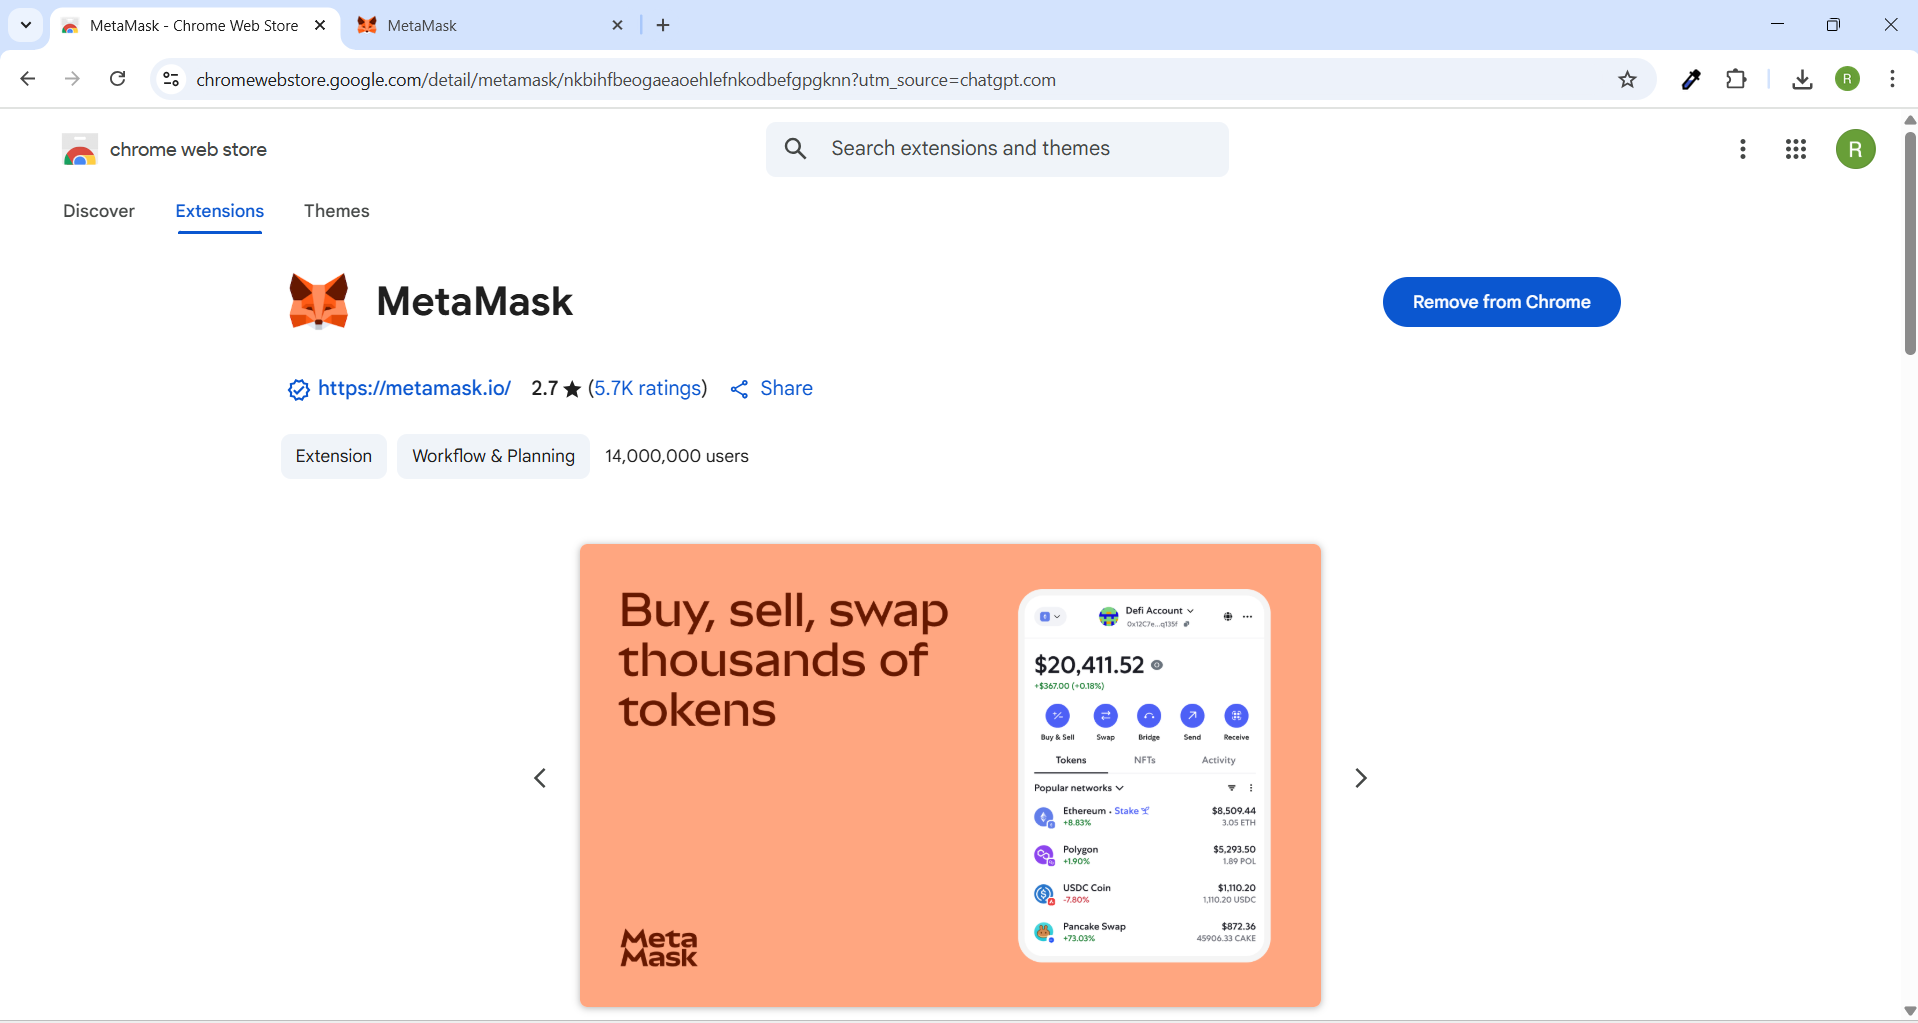 MetaMask - Chrome Web Store
MetaMask
chromewebstore.google.com/detail/metamask/nkbihfbeogaeaoehlefnkodbefgpgknn?utm_source=chatgpt.com
R
chrome web store
Search extensions and themes
R
Discover
Extensions
Themes
MetaMask
Remove from Chrome
https://metamask.io/
2.7 ★ (5.7K ratings)
Share
Extension
Workflow & Planning
14,000,000 users
Buy, sell, swap
thousands of
tokens
Meta
Mask
Defi Account
0x12C7e...q135f
$20,411.52
+$367.00 (+0.18%)
Buy & Sell
Swap
Bridge
Send
Receive
Tokens
NFTs
Activity
Popular networks
Ethereum • Stake
$8,509.44
+8.83%
3.05 ETH
Polygon
$5,293.50
+1.90%
1.89 POL
USDC Coin
$1,110.20
-7.80%
1,110.20 USDC
Pancake Swap
$872.36
+73.03%
45906.33 CAKE